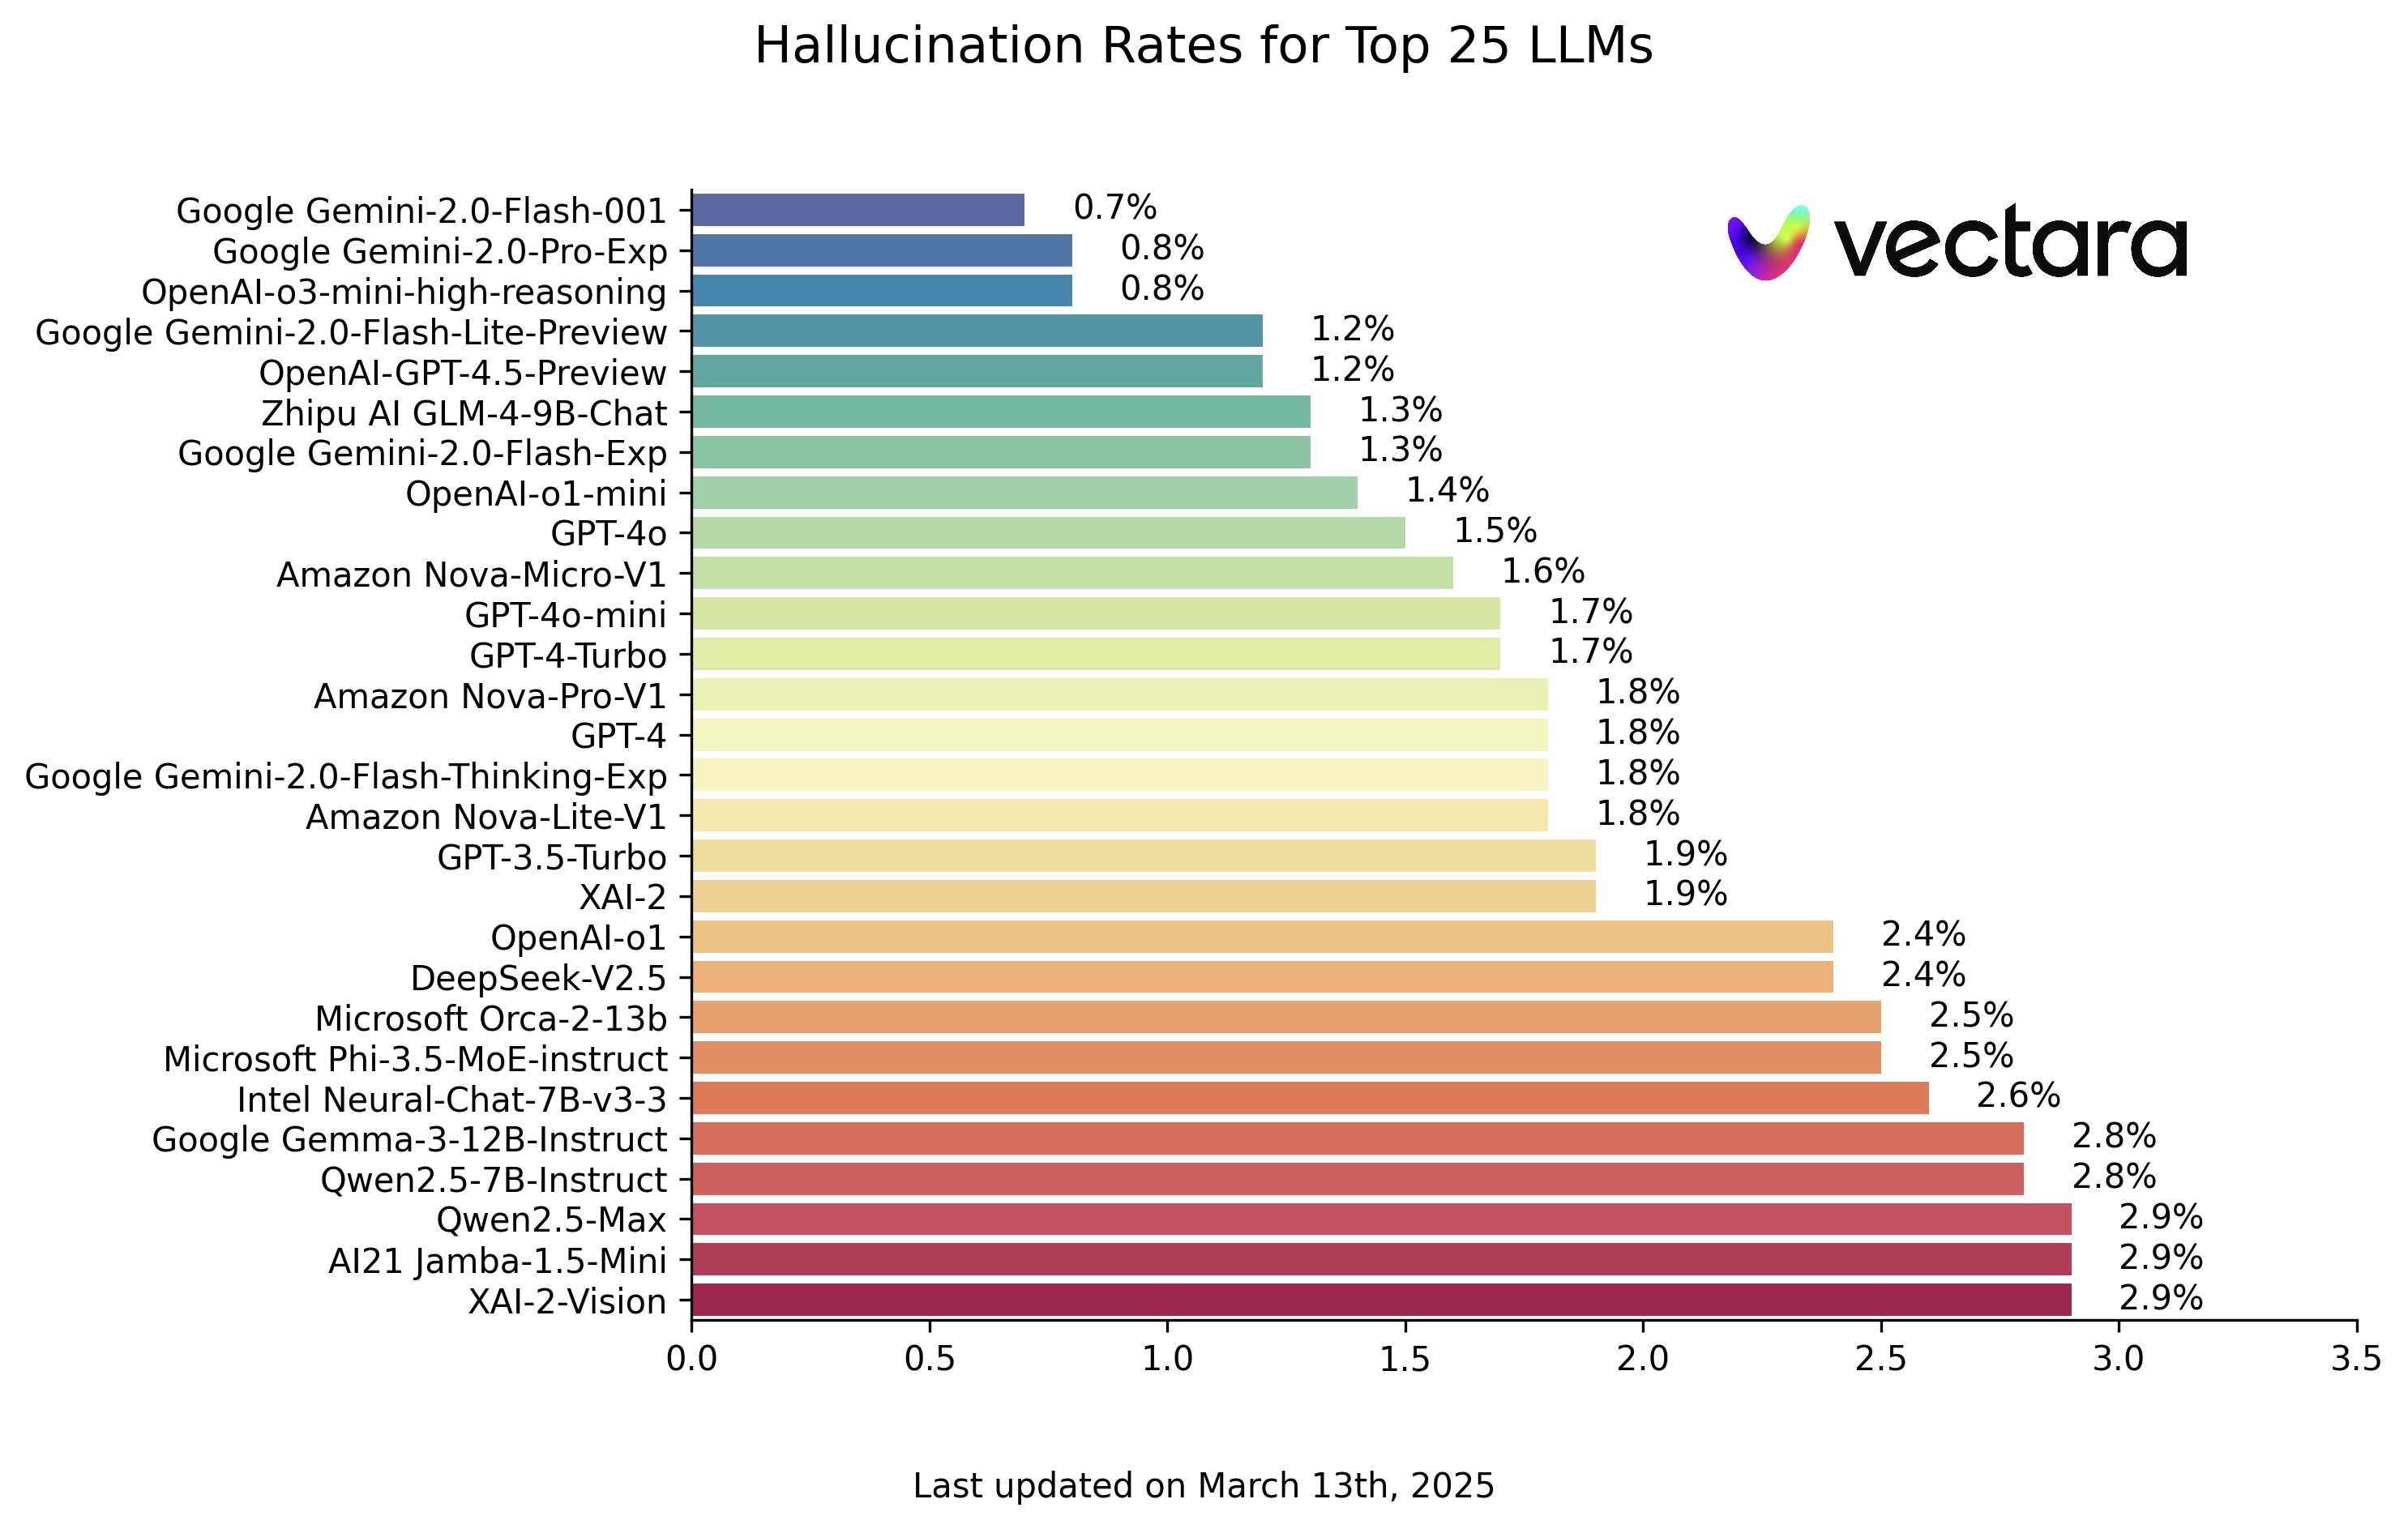 Hallucination Rates for Top 25 LLMs
vectara
Google Gemini-2.0-Flash-001 0.7%
Google Gemini-2.0-Pro-Exp 0.8%
OpenAI-o3-mini-high-reasoning 0.8%
Google Gemini-2.0-Flash-Lite-Preview 1.2%
OpenAI-GPT-4.5-Preview 1.2%
Zhipu AI GLM-4-9B-Chat 1.3%
Google Gemini-2.0-Flash-Exp 1.3%
OpenAI-o1-mini 1.4%
GPT-4o 1.5%
Amazon Nova-Micro-V1 1.6%
GPT-4o-mini 1.7%
GPT-4-Turbo 1.7%
Amazon Nova-Pro-V1 1.8%
GPT-4 1.8%
Google Gemini-2.0-Flash-Thinking-Exp 1.8%
Amazon Nova-Lite-V1 1.8%
GPT-3.5-Turbo 1.9%
XAI-2 1.9%
OpenAI-o1 2.4%
DeepSeek-V2.5 2.4%
Microsoft Orca-2-13b 2.5%
Microsoft Phi-3.5-MoE-instruct 2.5%
Intel Neural-Chat-7B-v3-3 2.6%
Google Gemma-3-12B-Instruct 2.8%
Qwen2.5-7B-Instruct 2.8%
Qwen2.5-Max 2.9%
AI21 Jamba-1.5-Mini 2.9%
XAI-2-Vision 2.9%
0.0 0.5 1.0 1.5 2.0 2.5 3.0 3.5
Last updated on March 13th, 2025